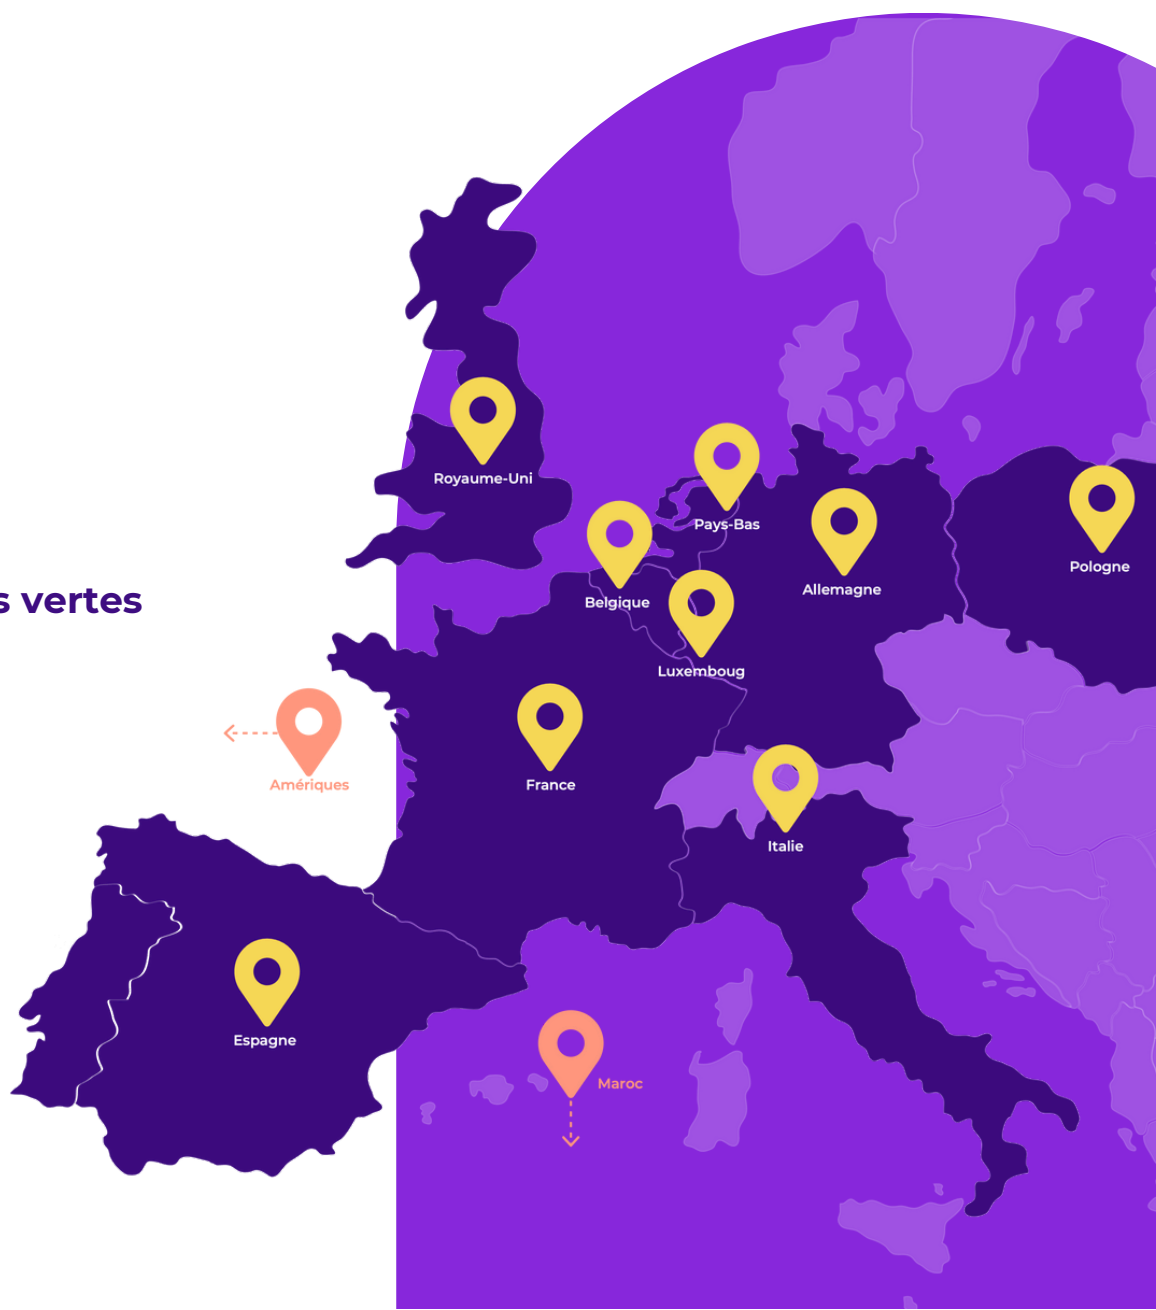 Royaume-Uni
Pays-Bas
Pologne
Allemagne
Belgique
s vertes
Luxemboug
Amériques
France
Italie
Espagne
Maroc